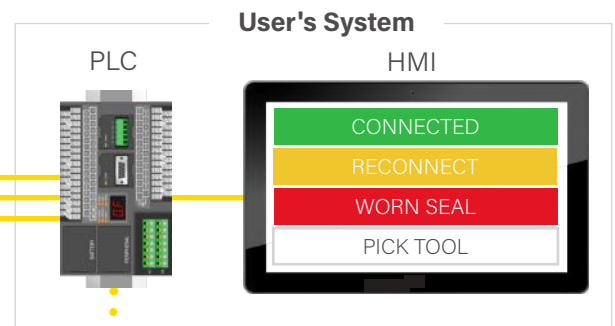 User's System
PLC
HMI
CONNECTED
RECONNECT
WORN SEAL
PICK TOOL